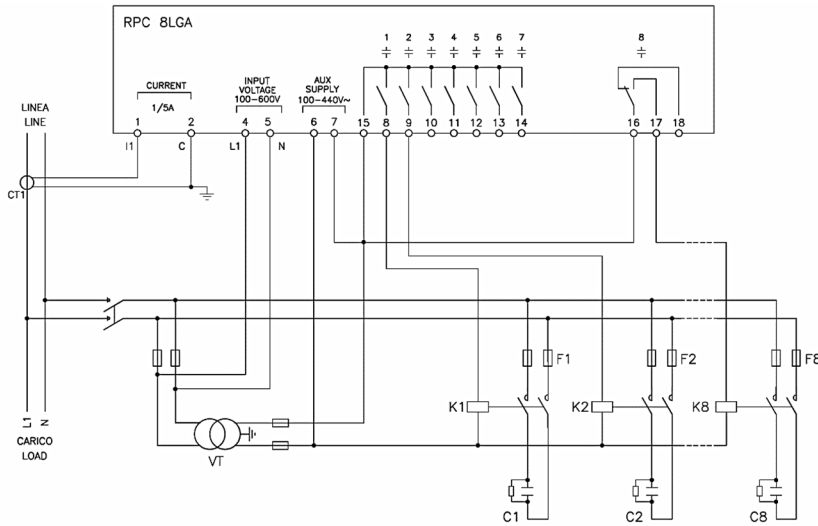 RPC 8LGA
1 2 3 4 5 6 7 8
CURRENT
1/5A
INPUT
VOLTAGE
100-600V
AUX
SUPPLY
100-440V~
LINEA
LINE
1 2 4 5 6 7 15 8 9 10 11 12 13 14 16 17 18
I1 C L1 N
CT1
F1 F2 F8
K1 K2 K8
L1 N
CARICO
LOAD
VT
C1 C2 C8